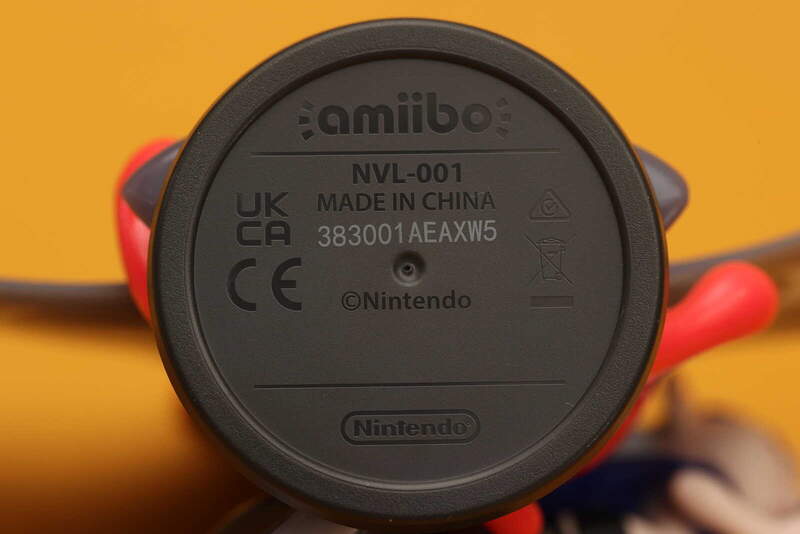 amiibo
NVL-001
MADE IN CHINA
UK
CA
383001AEAXW5
CE
©Nintendo
Nintendo